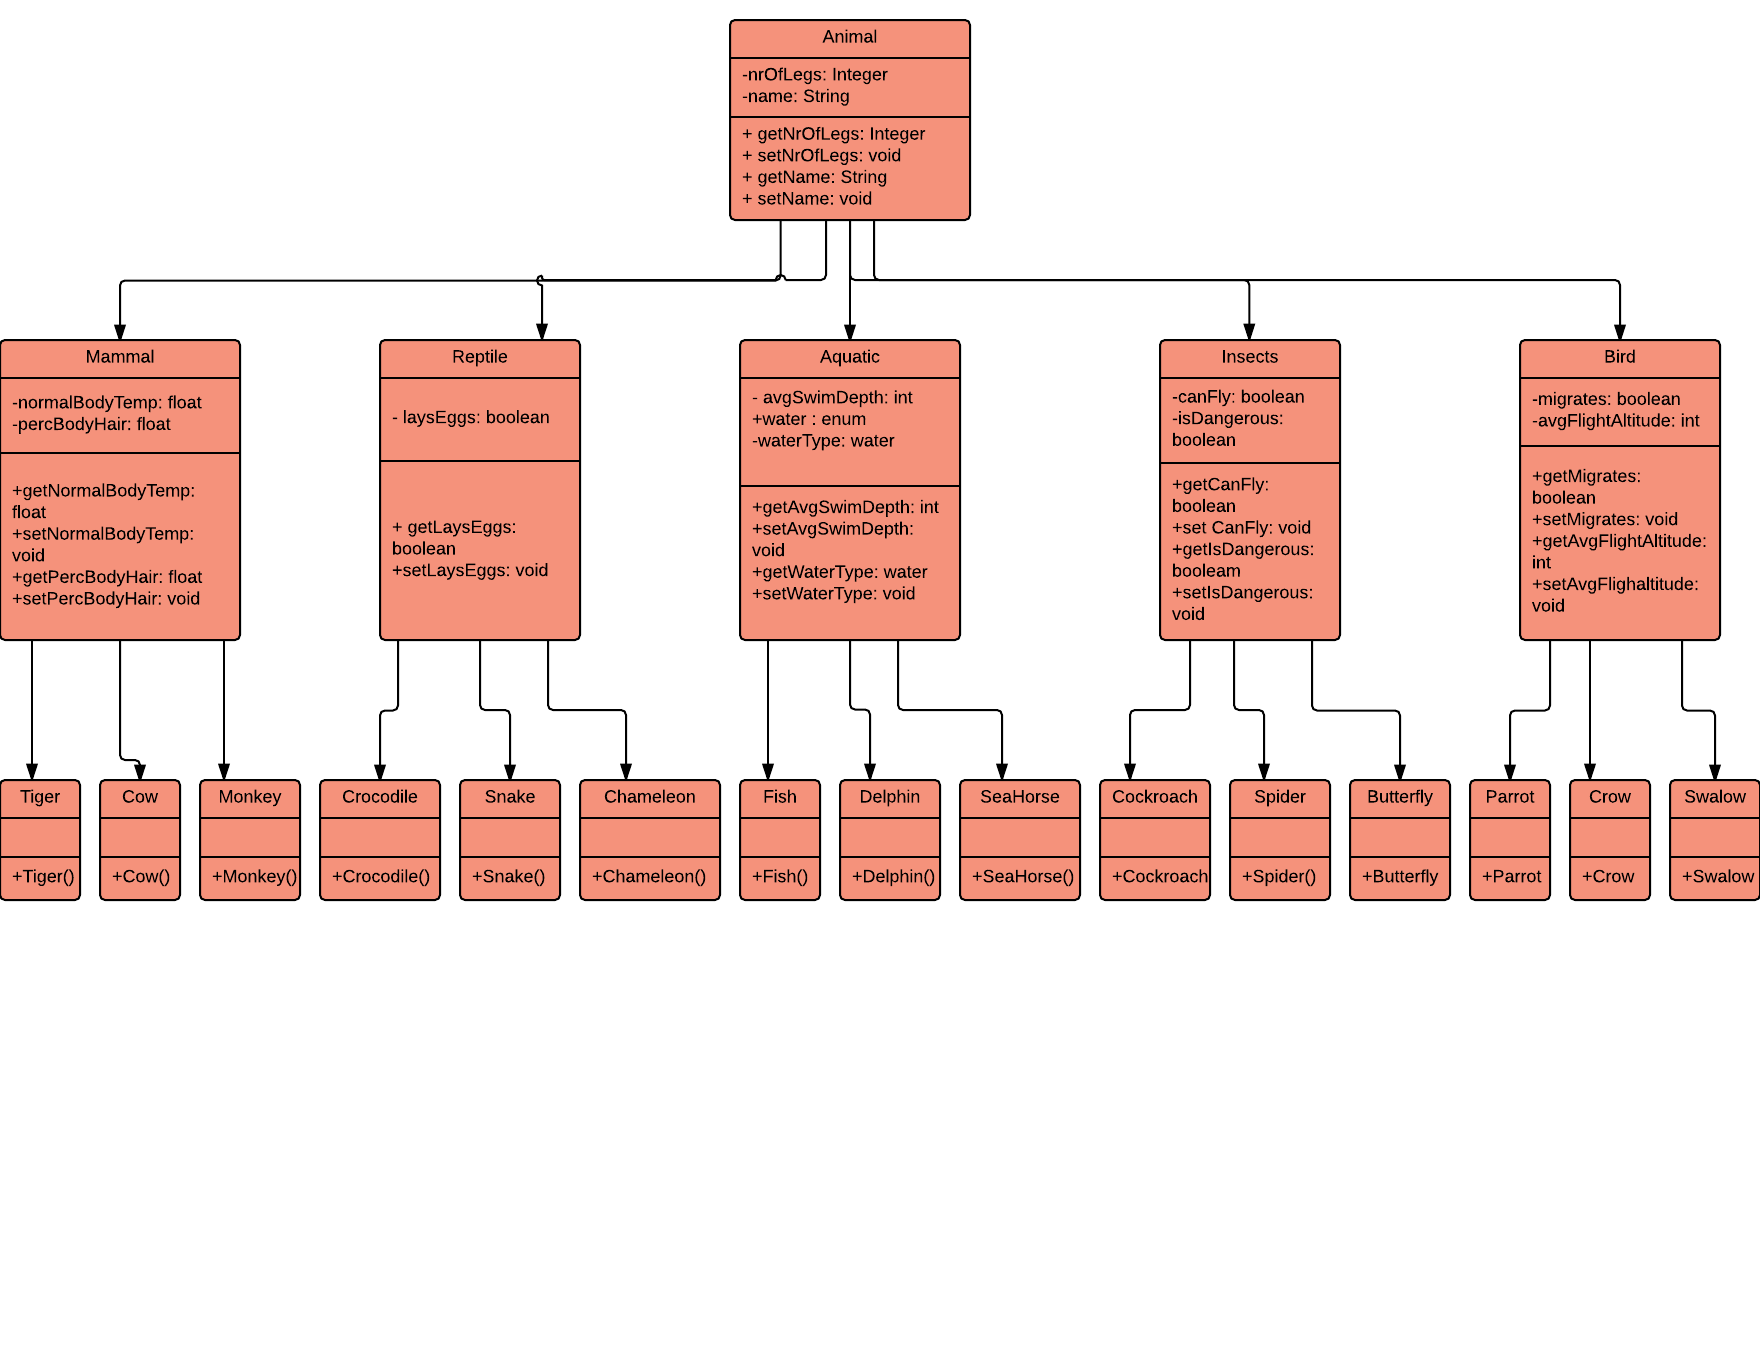 Animal
-nrOfLegs: Integer
-name: String
+ getNrOfLegs: Integer
+ setNrOfLegs: void
+ getName: String
+ setName: void
Mammal
-normalBodyTemp: float
-percBodyHair: float
+getNormalBodyTemp:
float
+setNormalBodyTemp:
void
+getPercBodyHair: float
+setPercBodyHair: void
Reptile
- laysEggs: boolean
+ getLaysEggs:
boolean
+setLaysEggs: void
Aquatic
- avgSwimDepth: int
+water : enum
-waterType: water
+getAvgSwimDepth: int
+setAvgSwimDepth:
void
+getWaterType: water
+setWaterType: void
Insects
-canFly: boolean
-isDangerous:
boolean
+getCanFly:
boolean
+set CanFly: void
+getIsDangerous:
booleam
+setIsDangerous:
void
Bird
-migrates: boolean
-avgFlightAltitude: int
+getMigrates:
boolean
+setMigrates: void
+getAvgFlightAltitude:
int
+setAvgFlighaltitude:
void
Tiger
+Tiger()
Cow
+Cow()
Monkey
+Monkey()
Crocodile
+Crocodile()
Snake
+Snake()
Chameleon
+Chameleon()
Fish
+Fish()
Delphin
+Delphin()
SeaHorse
+SeaHorse()
Cockroach
+Cockroach
Spider
+Spider()
Butterfly
+Butterfly
Parrot
+Parrot
Crow
+Crow
Swalow
+Swalow